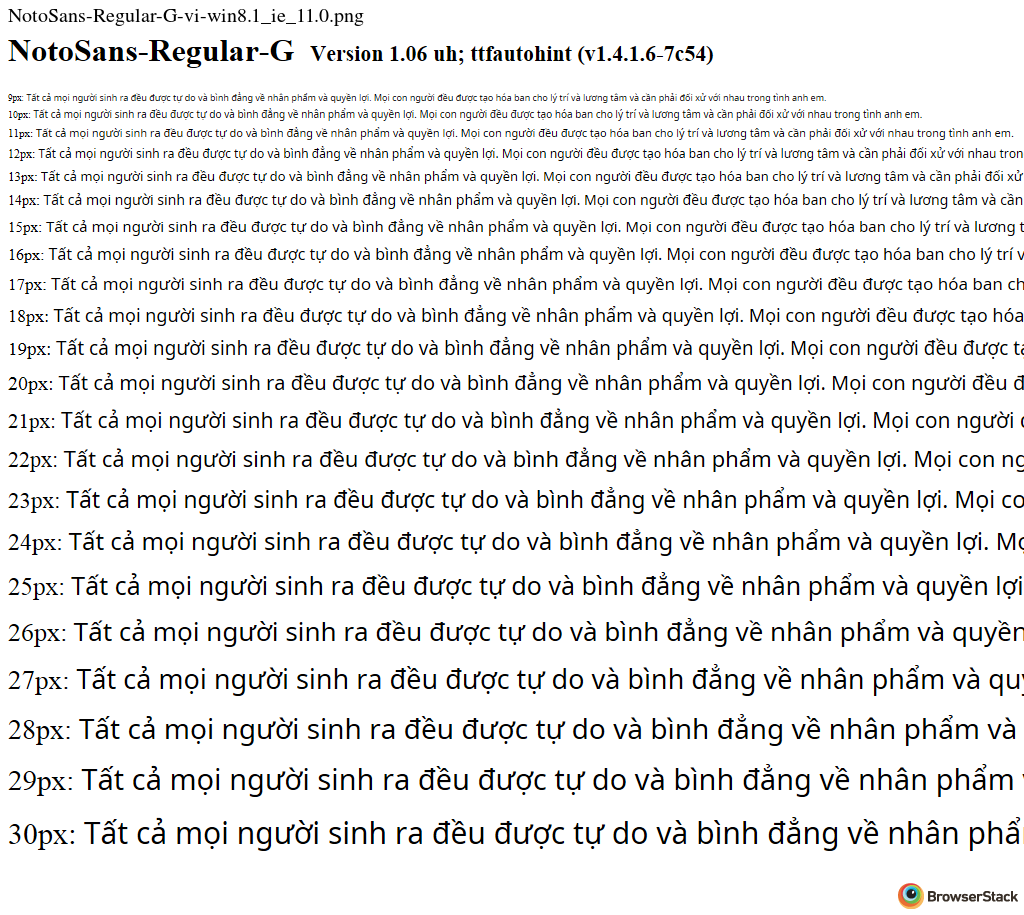 NotoSans-Regular-G-vi-win8.1_ie_11.0.png
NotoSans-Regular-G Version 1.06 uh; ttfautohint (v1.4.1.6-7c54)
9px: Tất cả mọi người sinh ra đều được tự do và bình đẳng về nhân phẩm và quyền lợi. Mọi con người đều được tạo hóa ban cho lý trí và lương tâm và cần phải đối xử với nhau trong tình anh em.
10px: Tất cả mọi người sinh ra đều được tự do và bình đẳng về nhân phẩm và quyền lợi. Mọi con người đều được tạo hóa ban cho lý trí và lương tâm và cần phải đối xử với nhau trong tình anh em.
11px: Tất cả mọi người sinh ra đều được tự do và bình đẳng về nhân phẩm và quyền lợi. Mọi con người đều được tạo hóa ban cho lý trí và lương tâm và cần phải đối xử với nhau trong tình anh em.
12px: Tất cả mọi người sinh ra đều được tự do và bình đẳng về nhân phẩm và quyền lợi. Mọi con người đều được tạo hóa ban cho lý trí và lương tâm và cần phải đối xử với nhau tron
13px: Tất cả mọi người sinh ra đều được tự do và bình đẳng về nhân phẩm và quyền lợi. Mọi con người đều được tạo hóa ban cho lý trí và lương tâm và cần phải đối xử
14px: Tất cả mọi người sinh ra đều được tự do và bình đẳng về nhân phẩm và quyền lợi. Mọi con người đều được tạo hóa ban cho lý trí và lương tâm và cần
15px: Tất cả mọi người sinh ra đều được tự do và bình đẳng về nhân phẩm và quyền lợi. Mọi con người đều được tạo hóa ban cho lý trí và lương t
16px: Tất cả mọi người sinh ra đều được tự do và bình đẳng về nhân phẩm và quyền lợi. Mọi con người đều được tạo hóa ban cho lý trí v
17px: Tất cả mọi người sinh ra đều được tự do và bình đẳng về nhân phẩm và quyền lợi. Mọi con người đều được tạo hóa ban ch
18px: Tất cả mọi người sinh ra đều được tự do và bình đẳng về nhân phẩm và quyền lợi. Mọi con người đều được tạo hóa
19px: Tất cả mọi người sinh ra đều được tự do và bình đẳng về nhân phẩm và quyền lợi. Mọi con người đều được tạ
20px: Tất cả mọi người sinh ra đều được tự do và bình đẳng về nhân phẩm và quyền lợi. Mọi con người đều đ
21px: Tất cả mọi người sinh ra đều được tự do và bình đẳng về nhân phẩm và quyền lợi. Mọi con người
22px: Tất cả mọi người sinh ra đều được tự do và bình đẳng về nhân phẩm và quyền lợi. Mọi con ng
23px: Tất cả mọi người sinh ra đều được tự do và bình đẳng về nhân phẩm và quyền lợi. Mọi co
24px: Tất cả mọi người sinh ra đều được tự do và bình đẳng về nhân phẩm và quyền lợi. Mọ
25px: Tất cả mọi người sinh ra đều được tự do và bình đẳng về nhân phẩm và quyền lợi
26px: Tất cả mọi người sinh ra đều được tự do và bình đẳng về nhân phẩm và quyền
27px: Tất cả mọi người sinh ra đều được tự do và bình đẳng về nhân phẩm và quy
28px: Tất cả mọi người sinh ra đều được tự do và bình đẳng về nhân phẩm và
29px: Tất cả mọi người sinh ra đều được tự do và bình đẳng về nhân phẩm
30px: Tất cả mọi người sinh ra đều được tự do và bình đẳng về nhân phẩ
BrowserStack